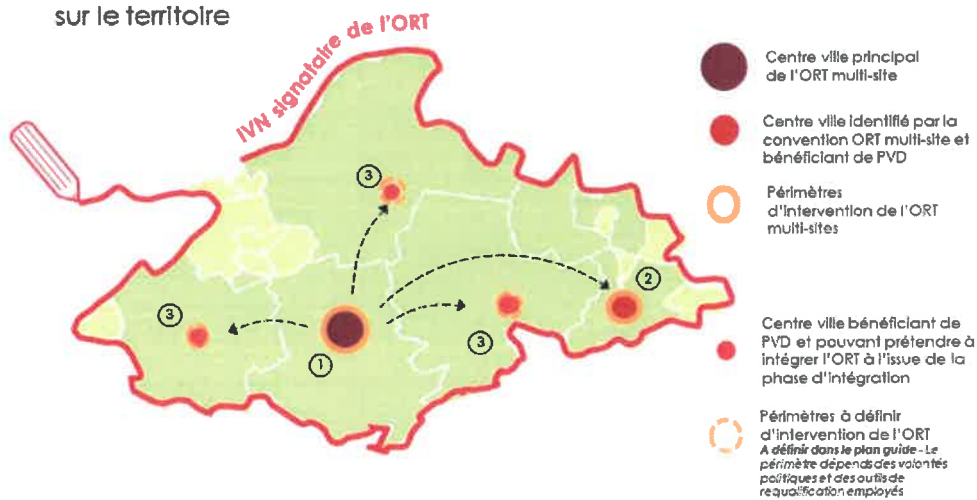 sur le territoire
IVN signataire de l'ORT
3
3
1
3
2
Centre ville principal
de l'ORT multi-site
Centre ville identifié par la
convention ORT multi-site et
bénéficiant de PVD
Périmètres
d'intervention de l'ORT
multi-sites
Centre ville bénéficiant de
PVD et pouvant prétendre à
intégrer l'ORT à l'issue de la
phase d'intégration
Périmètres à définir
d'intervention de l'ORT
A définir dans le plan guide - Le
périmètre dépends des volontés
politiques et des outils de
requalification employés